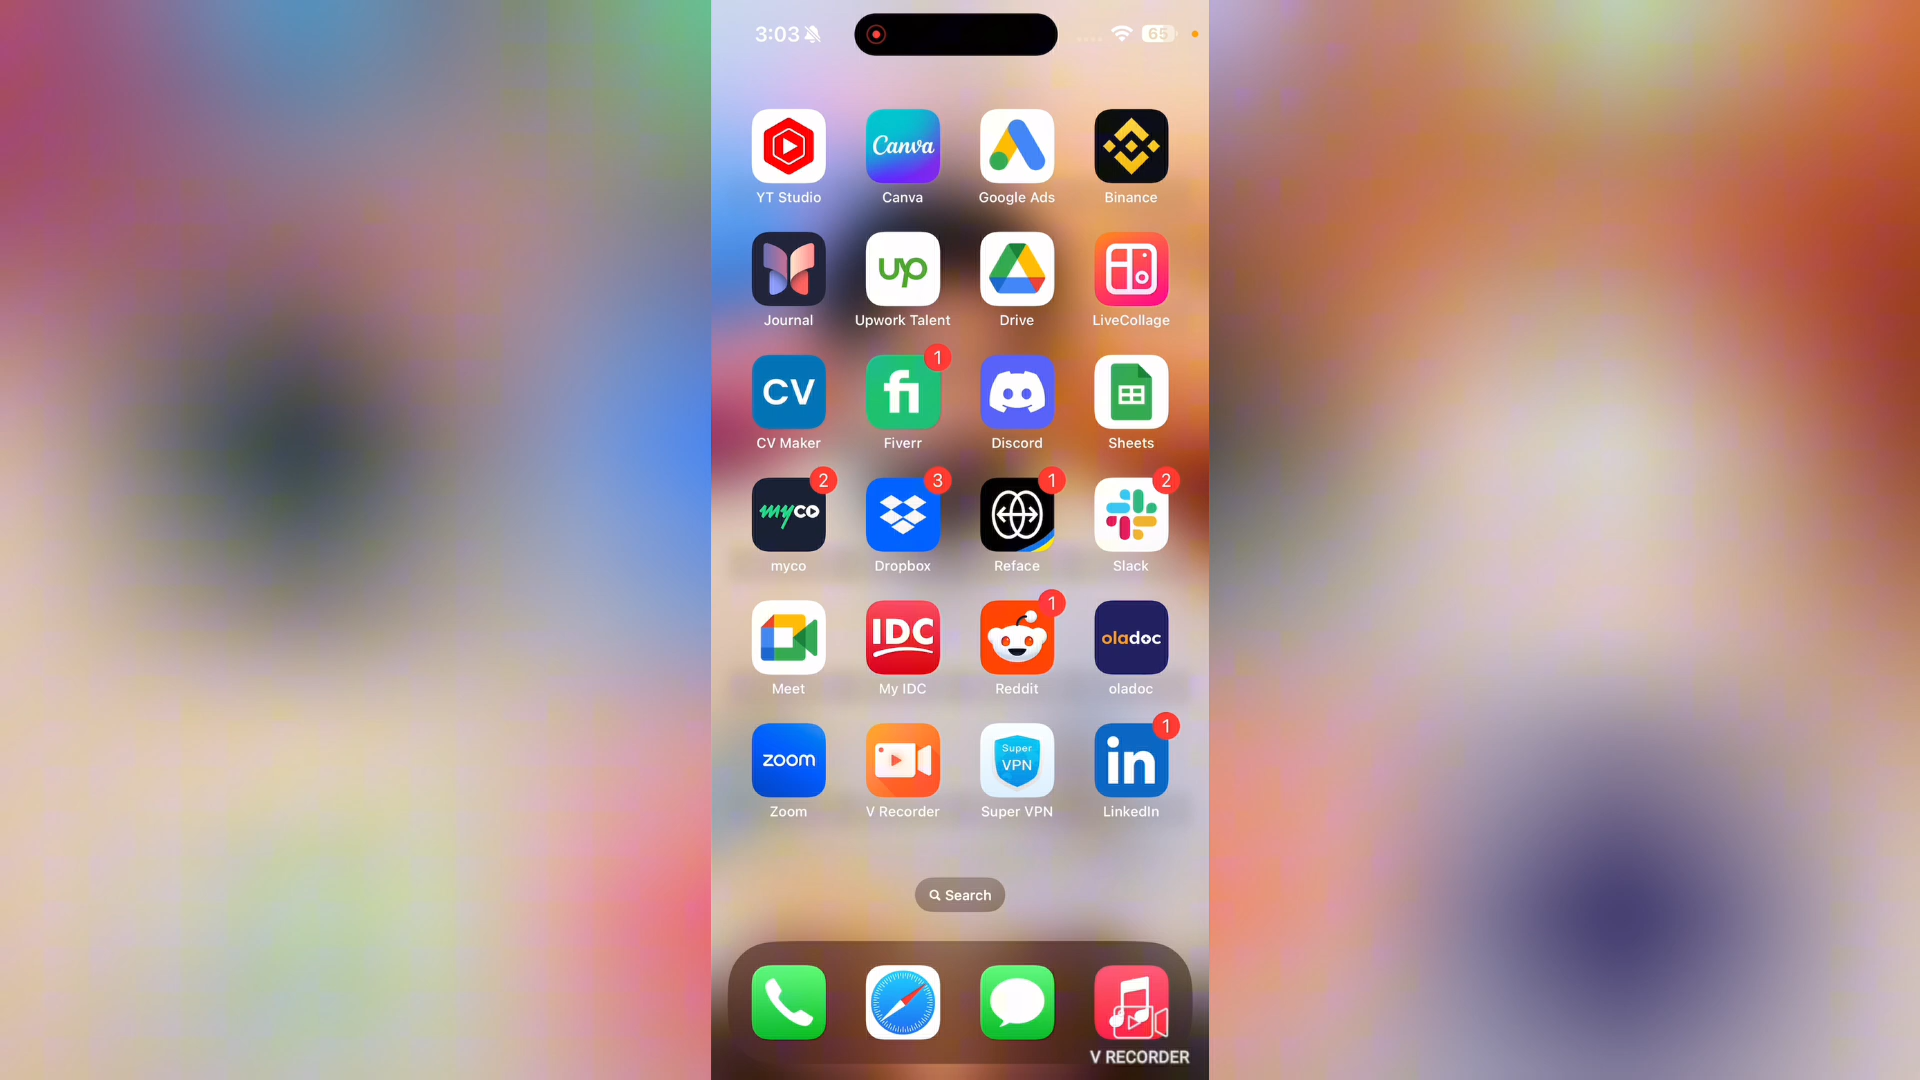 3:03
65
Canva
YT Studio Canva Google Ads Binance
up
Journal Upwork Talent Drive LiveCollage
1
CV fi
CV Maker Fiverr Discord Sheets
2 3 1 2
myco
myco Dropbox Reface Slack
1
IDC oladoc
Meet My IDC Reddit oladoc
1
zoom Super VPN in
Zoom V Recorder Super VPN LinkedIn
Search
V RECORDER